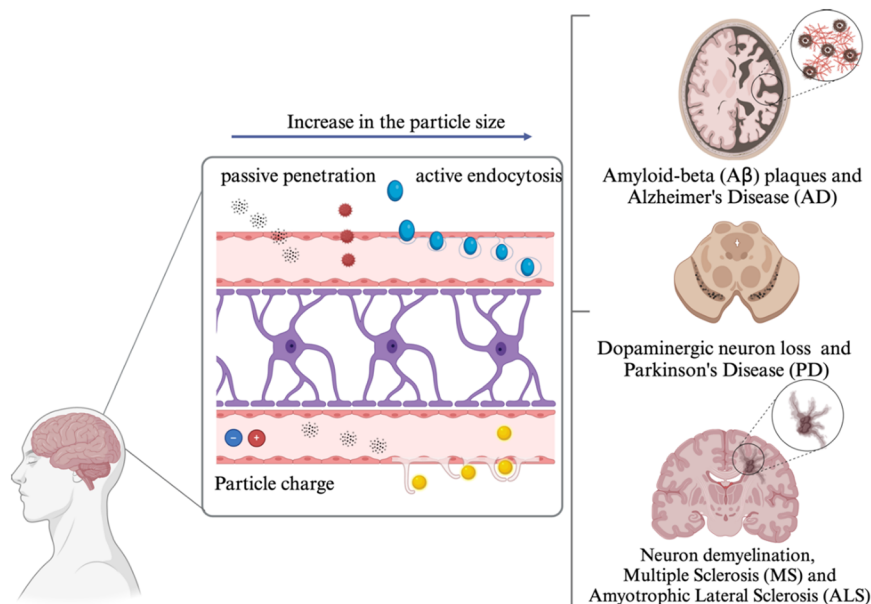 Increase in the particle size
passive penetration
active endocytosis
−
+
Particle charge
Amyloid-beta (Aβ) plaques and
Alzheimer's Disease (AD)
Dopaminergic neuron loss and
Parkinson's Disease (PD)
Neuron demyelination,
Multiple Sclerosis (MS) and
Amyotrophic Lateral Sclerosis (ALS)